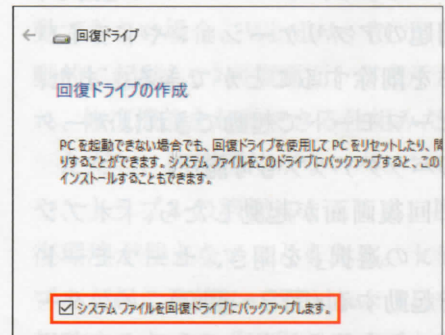 回復ドライブ
回復ドライブの作成
PC を起動できない場合でも、回復ドライブを使用して PC をリセットしたり、
りすることができます。システム ファイルをこのドライブにバックアップすると、この
インストールすることもできます。
システム ファイルを回復ドライブにバックアップします。